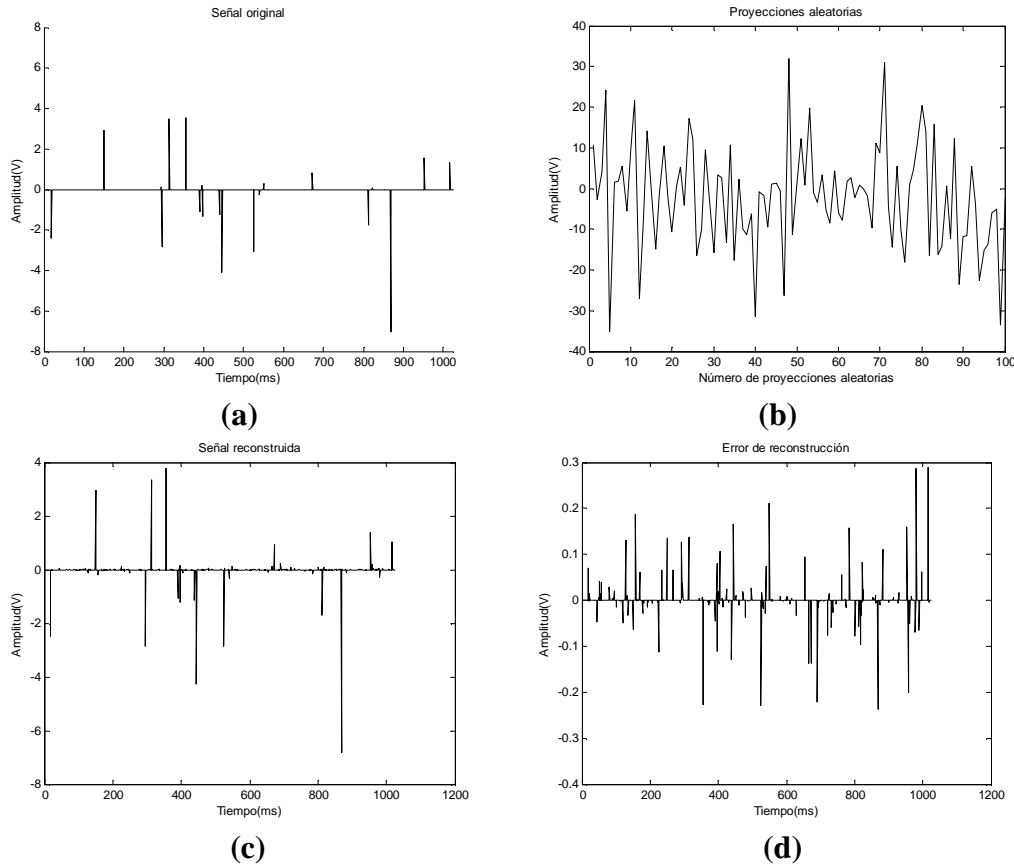 Señal original
8
6
4
2
0
-2
-4
-6
-8
Amplitud(V)
0 100 200 300 400 500 600 700 800 900 1000
Tiempo(ms)
(a)
Proyecciones aleatorias
40
30
20
10
0
-10
-20
-30
-40
Amplitud(V)
0 10 20 30 40 50 60 70 80 90 100
Número de proyecciones aleatorias
(b)
Señal reconstruida
4
2
0
-2
-4
-6
-8
Amplitud(V)
0 200 400 600 800 1000 1200
Tiempo(ms)
(c)
Error de reconstrucción
0.3
0.2
0.1
0
-0.1
-0.2
-0.3
-0.4
Amplitud(V)
0 200 400 600 800 1000 1200
Tiempo(ms)
(d)